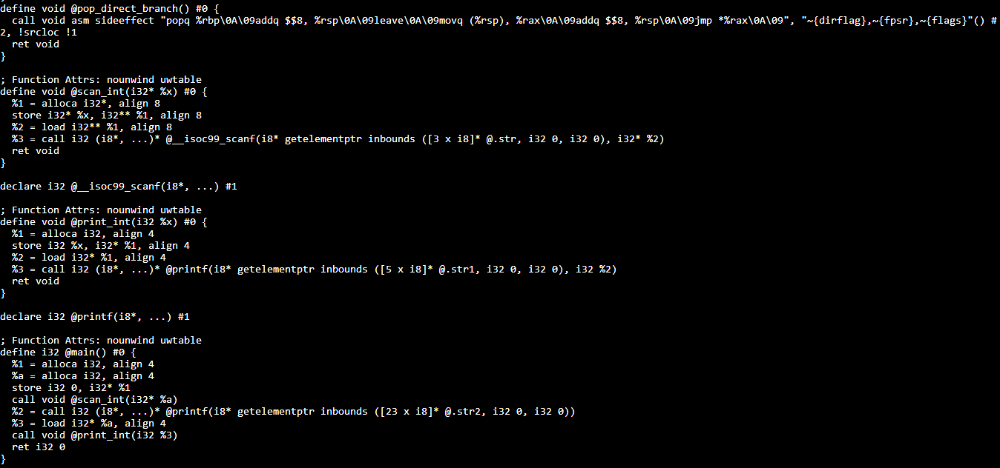 define void @pop_direct_branch() #0 {
  call void asm sideeffect "popq %rbp\0A\09addq $$8, %rsp\0A\09leave\0A\09movq (%rsp), %rax\0A\09addq $$8, %rsp\0A\09jmp *%rax\0A\09", "~{dirflag},~{fpsr},~{flags}"() #
2, !srcloc !1
  ret void
}
; Function Attrs: nounwind uwtable
define void @scan_int(i32* %x) #0 {
  %1 = alloca i32*, align 8
  store i32* %x, i32** %1, align 8
  %2 = load i32** %1, align 8
  %3 = call i32 (i8*, ...)* @__isoc99_scanf(i8* getelementptr inbounds ([3 x i8]* @.str, i32 0, i32 0), i32* %2)
  ret void
}
declare i32 @__isoc99_scanf(i8*, ...) #1
; Function Attrs: nounwind uwtable
define void @print_int(i32 %x) #0 {
  %1 = alloca i32, align 4
  store i32 %x, i32* %1, align 4
  %2 = load i32* %1, align 4
  %3 = call i32 (i8*, ...)* @printf(i8* getelementptr inbounds ([5 x i8]* @.str1, i32 0, i32 0), i32 %2)
  ret void
}
declare i32 @printf(i8*, ...) #1
; Function Attrs: nounwind uwtable
define i32 @main() #0 {
  %1 = alloca i32, align 4
  %a = alloca i32, align 4
  store i32 0, i32* %1
  call void @scan_int(i32* %a)
  %2 = call i32 (i8*, ...)* @printf(i8* getelementptr inbounds ([23 x i8]* @.str2, i32 0, i32 0))
  %3 = load i32* %a, align 4
  call void @print_int(i32 %3)
  ret i32 0
}